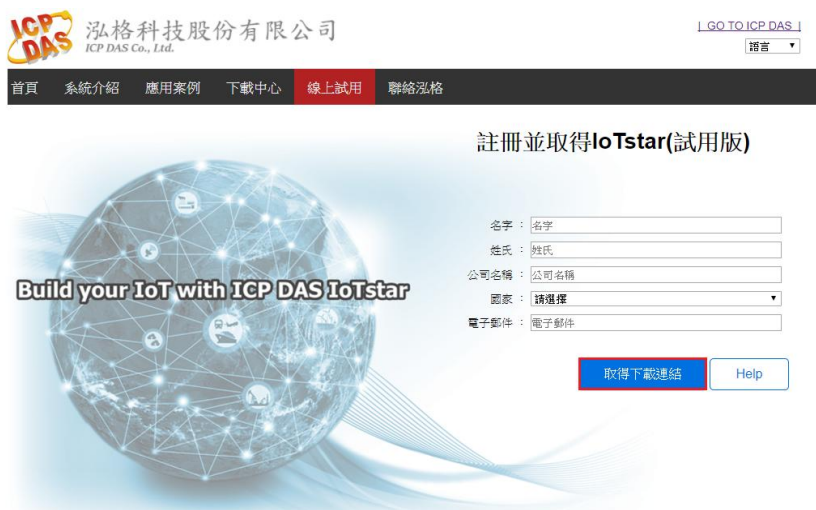 ICP DAS
泓格科技股份有限公司
ICP DAS Co., Ltd.
| GO TO ICP DAS |
語言
首頁 系統介紹 應用案例 下載中心 線上試用 聯絡泓格
註冊並取得IoTstar(試用版)
Build your IoT with ICP DAS IoTstar
名字 : 名字
姓氏 : 姓氏
公司名稱 : 公司名稱
國家 : 請選擇
電子郵件 : 電子郵件
取得下載連結 Help